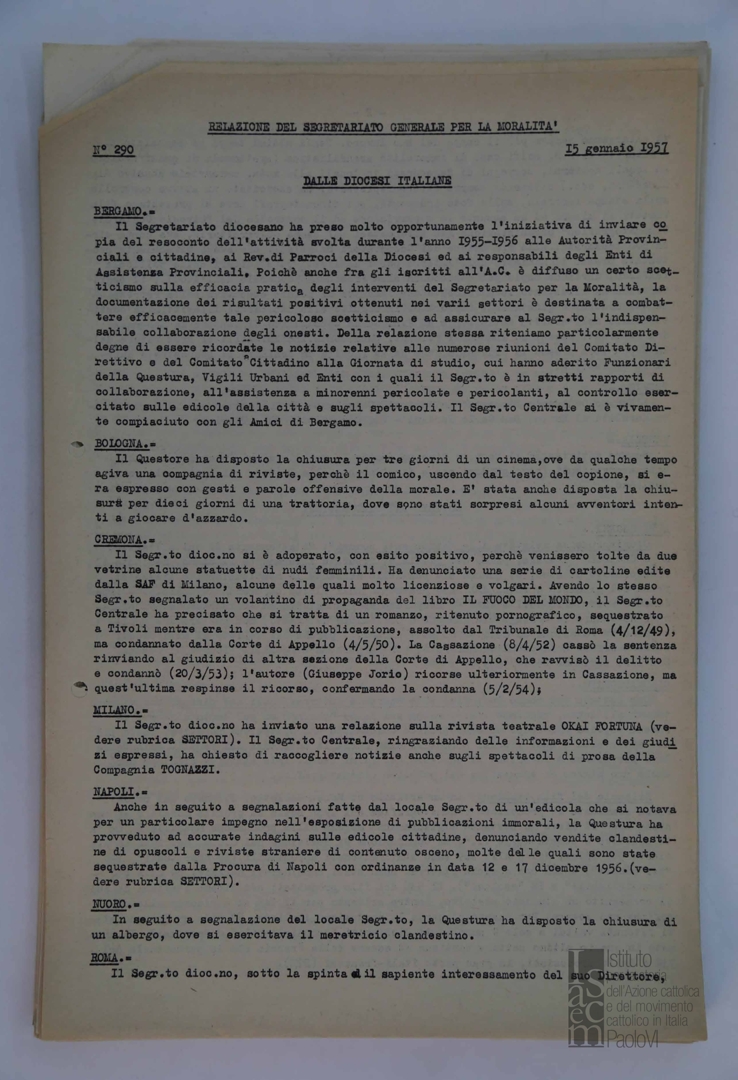 RELAZIONE DEL SEGRETARIATO GENERALE PER LA MORALITA'
N° 290 15 gennaio 1957
DALLE DIOCESI ITALIANE
BERGAMO.=
Il Segretariato diocesano ha preso molto opportunamente l'iniziativa di inviare co
pia del resoconto dell'attività svolta durante l'anno 1955-1956 alle Autorità Provin-
ciali e cittadine, ai Rev.di Parroci della Diocesi ed ai responsabili degli Enti di
Assistenza Provinciali. Poichè anche fra gli iscritti all'A.C. è diffuso un certo scet-
ticismo sulla efficacia pratica degli interventi del Segretariato per la Moralità, la
documentazione dei risultati positivi ottenuti nei varii settori è destinata a combat-
tere efficacemente tale pericoloso scetticismo e ad assicurare al Segr.to l'indispen-
sabile collaborazione degli onesti. Della relazione stessa riteniamo particolarmente
degne di essere ricordate le notizie relative alle numerose riunioni del Comitato Di-
rettivo e del Comitato Cittadino alla Giornata di studio, cui hanno aderito Funzionari
della Questura, Vigili Urbani ed Enti con i quali il Segr.to è in stretti rapporti di
collaborazione, all'assistenza a minorenni pericolate e pericolanti, al controllo eser-
citato sulle edicole della città e sugli spettacoli. Il Segr.to Centrale si è vivamen-
te compiaciuto con gli Amici di Bergamo.
BOLOGNA.=
Il Questore ha disposto la chiusura per tre giorni di un cinema,ove da qualche tempo
agiva una compagnia di riviste, perchè il comico, uscendo dal testo del copione, si e-
ra espresso con gesti e parole offensive della morale. E' stata anche disposta la chiu-
sura per dieci giorni di una trattoria, dove sono stati sorpresi alcuni avventori inten-
ti a giocare d'azzardo.
CREMONA.=
Il Segr.to dioc.no si è adoperato, con esito positivo, perchè venissero tolte da due
vetrine alcune statuette di nudi femminili. Ha denunciato una serie di cartoline edite
dalla SAF di Milano, alcune delle quali molto licenziose e volgari. Avendo lo stesso
Segr.to segnalato un volantino di propaganda del libro IL FUOCO DEL MONDO, il Segr.to
Centrale ha precisato che si tratta di un romanzo, ritenuto pornografico, sequestrato
a Tivoli mentre era in corso di pubblicazione, assolto dal Tribunale di Roma (4/12/49),
ma condannato dalla Corte di Appello (4/5/50). La Cassazione (8/4/52) cassò la sentenza
rinviando al giudizio di altra sezione della Corte di Appello, che ravvisò il delitto
e condannò (20/3/53); l'autore (Giuseppe Jorio) ricorse ulteriormente in Cassazione, ma
quest'ultima respinse il ricorso, confermando la condanna (5/2/54);
MILANO.=
Il Segr.to dioc.no ha inviato una relazione sulla rivista teatrale OKAI FORTUNA (ve-
dere rubrica SETTORI). Il Segr.to Centrale, ringraziando delle informazioni e dei giudi
zi espressi, ha chiesto di raccogliere notizie anche sugli spettacoli di prosa della
Compagnia TOGNAZZI.
NAPOLI.=
Anche in seguito a segnalazioni fatte dal locale Segr.to di un'edicola che si notava
per un particolare impegno nell'esposizione di pubblicazioni immorali, la Questura ha
provveduto ad accurate indagini sulle edicole cittadine, denunciando vendite clandesti-
ne di opuscoli e riviste straniere di contenuto osceno, molte delle quali sono state
sequestrate dalla Procura di Napoli con ordinanze in data 12 e 17 dicembre 1956.(ve-
dere rubrica SETTORI).
NUORO.=
In seguito a segnalazione del locale Segr.to, la Questura ha disposto la chiusura di
un albergo, dove si esercitava il meretricio clandestino.
ROMA.=
Il Segr.to dioc.no, sotto la spinta ed il sapiente interessamento del suo Direttore,
Istituto
dell'Azione cattolica
e del movimento
cattolico in Italia
PaoloVI